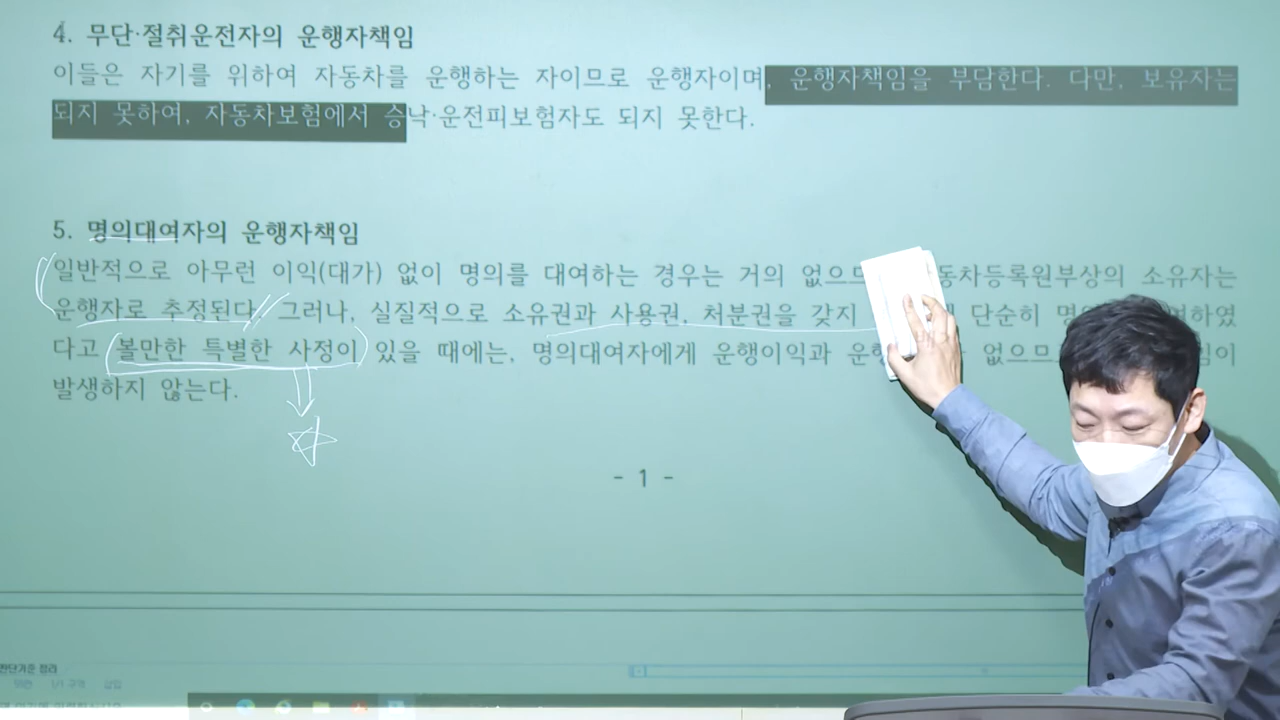 4. 무단·절취운전자의 운행자책임
이들은 자기를 위하여 자동차를 운행하는 자이므로 운행자이며, 운행자책임을 부담한다. 다만, 보유자는
되지 못하여, 자동차보험에서 승낙·운전피보험자도 되지 못한다.
5. 명의대여자의 운행자책임
일반적으로 아무런 이익(대가) 없이 명의를 대여하는 경우는 거의 없으므 동차등록원부상의 소유자는
운행자로 추정된다. 그러나, 실질적으로 소유권과 사용권, 처분권을 갖지 단순히 명 여하였
다고 볼만한 특별한 사정이 있을 때에는, 명의대여자에게 운행이익과 운행 없으므 임이
발생하지 않는다.
- 1 -
판단기준 정리